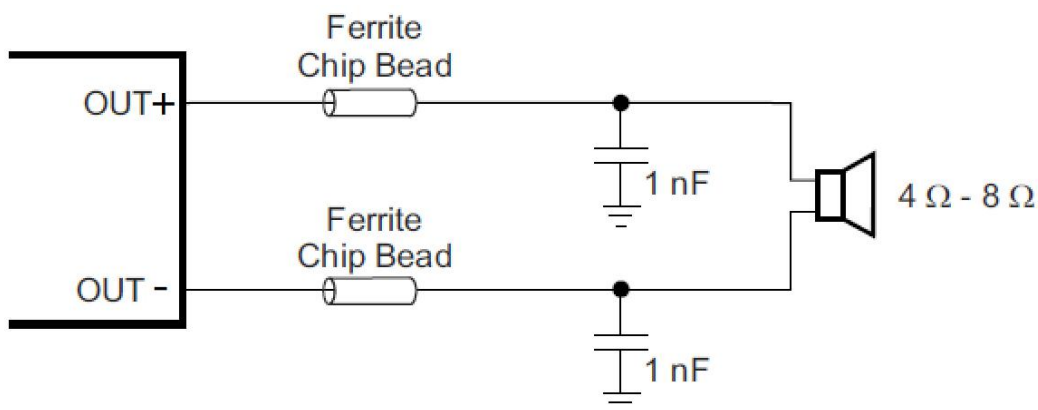 Ferrite
Chip Bead
OUT+
1 nF
4 Ω - 8 Ω
Ferrite
Chip Bead
OUT -
1 nF